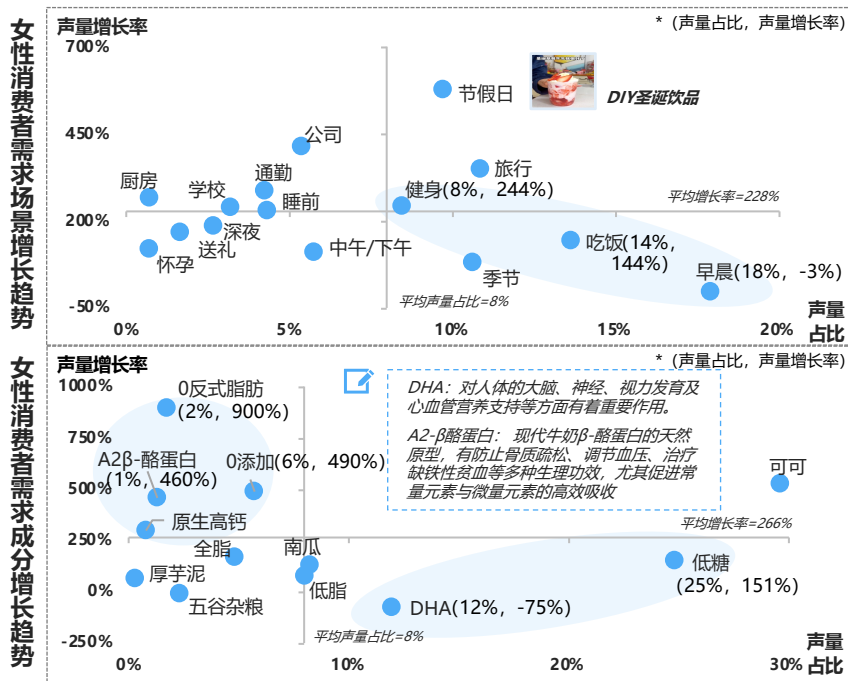 女性消费者需求场景增长趋势
声量增长率
* (声量占比，声量增长率)
700%
节假日
DIY圣诞饮品
450%
公司
旅行
通勤
厨房
学校
睡前
健身(8%，244%)
平均增长率=228%
200%
深夜
送礼
怀孕
中午/下午
季节
吃饭(14%，
144%)
早晨(18%，-3%)
-50%
平均声量占比=8%
0%
5%
10%
15%
20%
声量
占比
女性消费者需求成分增长趋势
声量增长率
* (声量占比，声量增长率)
1000%
0反式脂肪
(2%，900%)
DHA：对人体的大脑、神经、视力发育及
心血管营养支持等方面有着重要作用。
A2-β酪蛋白： 现代牛奶β-酪蛋白的天然
原型，有防止骨质疏松、调节血压、治疗
缺铁性贫血等多种生理功效，尤其促进常
量元素与微量元素的高效吸收
750%
A2β-酪蛋白
(1%，460%)
0添加(6%，490%)
可可
500%
原生高钙
平均增长率=266%
250%
全脂
南瓜
低糖
(25%，151%)
厚芋泥
低脂
0%
五谷杂粮
DHA(12%，-75%)
-250%
平均声量占比=8%
0%
10%
20%
30%
声量
占比